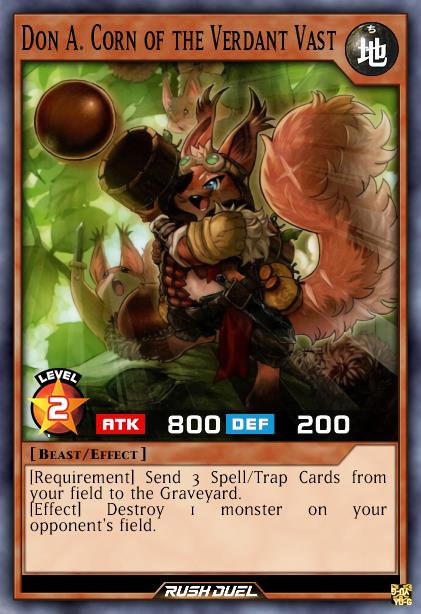 Don A. Corn of the Verdant Vast
ち
地
LEVEL
2
ATK 800 DEF 200
[Beast/Effect]
[Requirement] Send 3 Spell/Trap Cards from
your field to the Graveyard.
[Effect] Destroy 1 monster on your
opponent's field.
RUSH DUEL